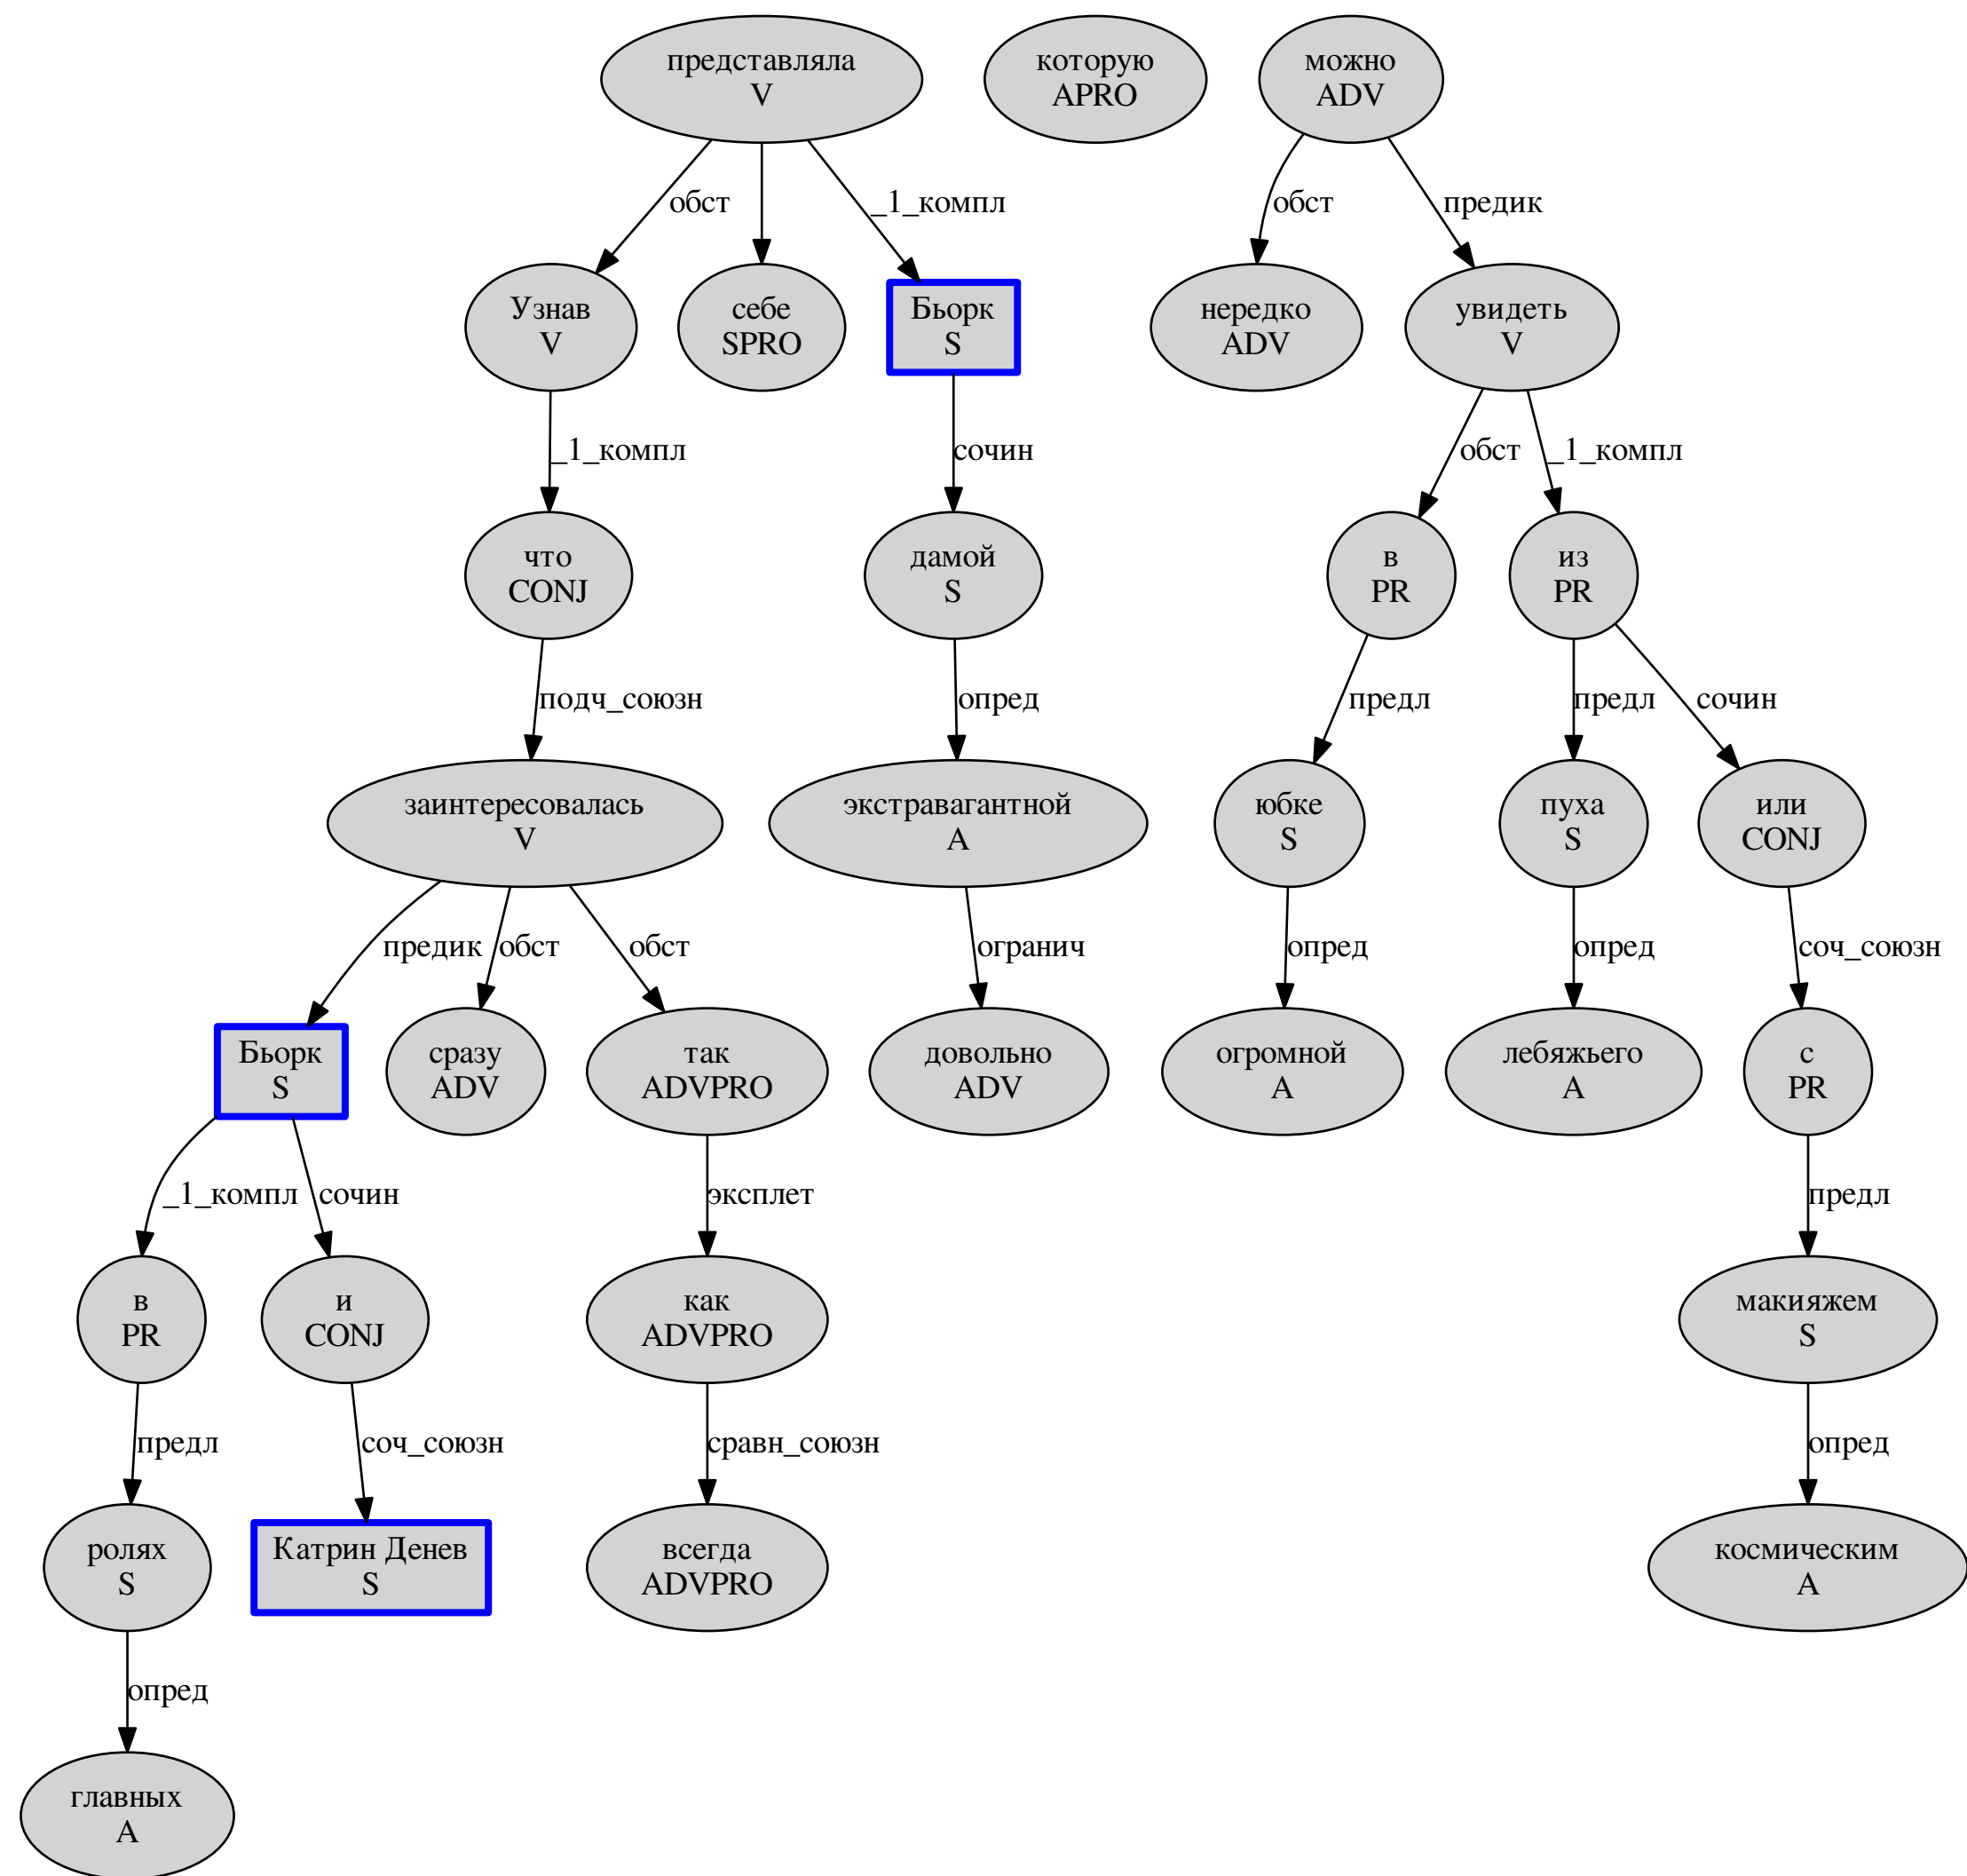 представляла
V
которую
APRO
можно
ADV
обст
_1_компл
обст
предик
Узнав
V
себе
SPRO
Бьорк
S
нередко
ADV
увидеть
V
_1_компл
сочин
обст
_1_компл
что
CONJ
дамой
S
в
PR
из
PR
подч_союзн
опред
предл
предл
сочин
заинтересовалась
V
экстравагантной
A
юбке
S
пуха
S
или
CONJ
предик
обст
обст
огранич
опред
опред
соч_союзн
Бьорк
S
сразу
ADV
так
ADVPRO
довольно
ADV
огромной
A
лебяжьего
A
с
PR
_1_компл
сочин
эксплет
предл
в
PR
и
CONJ
как
ADVPRO
макияжем
S
предл
соч_союзн
сравн_союзн
опред
ролях
S
Катрин Денев
S
всегда
ADVPRO
космическим
A
опред
главных
A